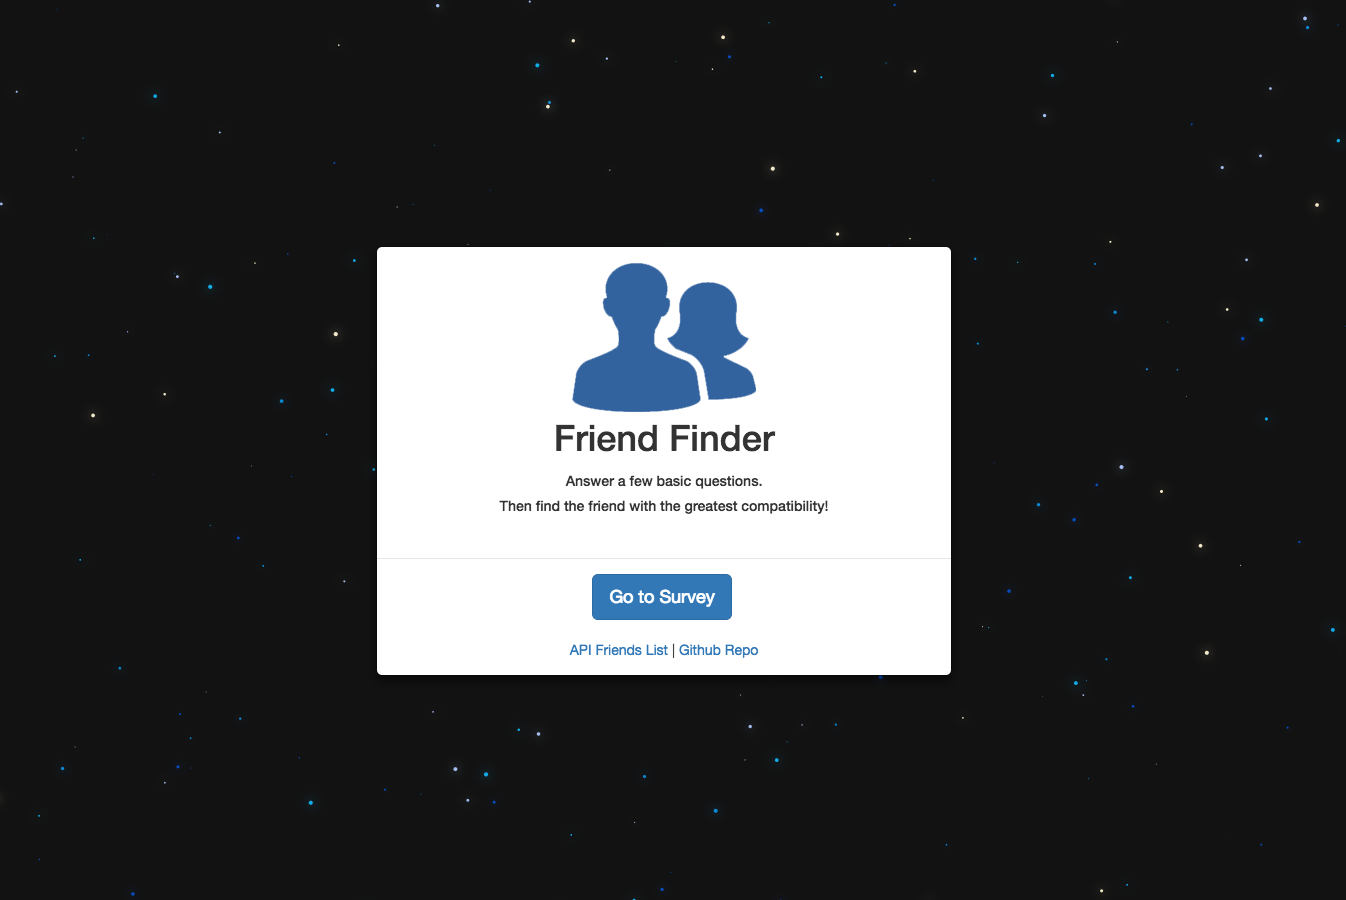 Friend Finder
Answer a few basic questions.
Then find the friend with the greatest compatibility!
Go to Survey
API Friends List | Github Repo